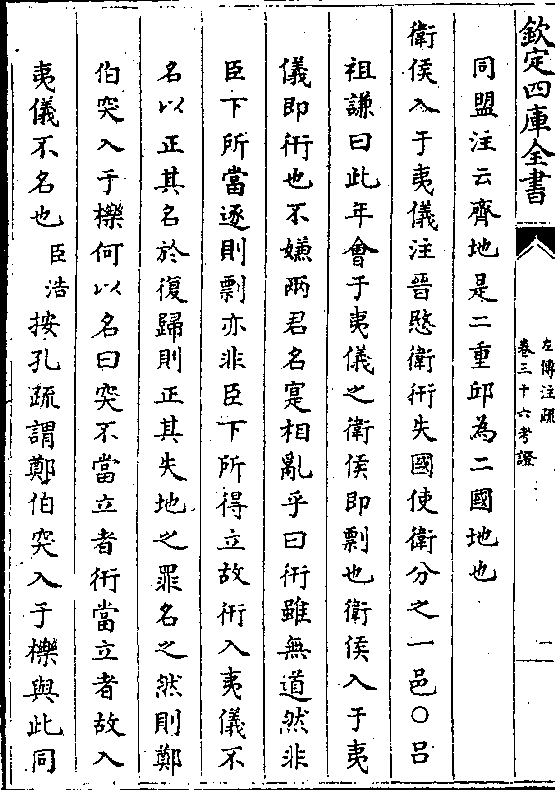 欽定四庫全書
左傳注疏
卷三十六考證
二
同盟注云齊地是二重邱為二國地也
衛侯入于夷儀注晉愍衛衎失國使衛分之一邑○呂
祖謙曰此年會于夷儀之衛侯即剽也衛侯入于夷
儀即衎也不嫌兩君名寔相亂乎曰衎雖無道然非
臣下所當逐則剽亦非臣下所得立故衎入夷儀不
名以正其名於復歸則正其失地之罪名之然則鄭
伯突入于櫟何以名曰突不當立者衎當立者故入
夷儀不名也臣浩按孔疏謂鄭伯突入于櫟與此同